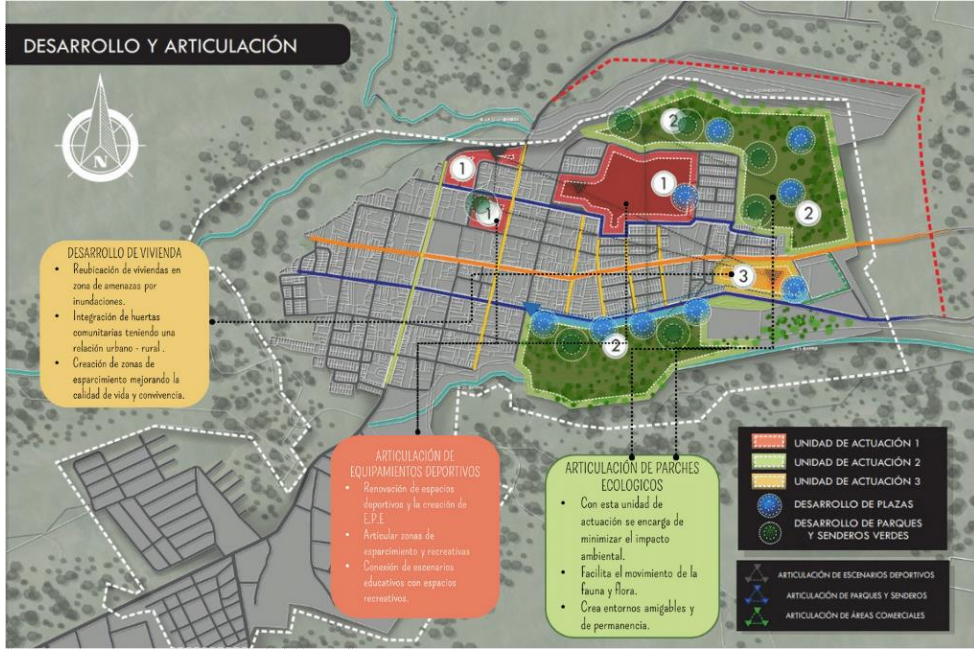 DESARROLLO Y ARTICULACIÓN
N
2
1
1
1
2
3
2
DESARROLLO DE VIVIENDA
• Reubicación de viviendas en
zona de amenazas por
inundaciones.
• Integración de huertas
comunitarias teniendo una
relación urbano - rural .
• Creación de zonas de
esparcimiento mejorando la
calidad de vida y convivencia.
ARTICULACIÓN DE
EQUIPAMIENTOS DEPORTIVOS
• Renovación de espacios
deportivos y la creación de
E.P.E
• Articular zonas de
esparcimiento y recreativas
• Conexión de escenarios
educativos con espacios
recreativos.
ARTICULACIÓN DE PARCHES
ECOLOGICOS
• Con esta unidad de
actuación se encarga de
minimizar el impacto
ambiental.
• Facilita el movimiento de la
fauna y flora.
• Crea entornos amigables y
de permanencia.
UNIDAD DE ACTUACIÓN 1
UNIDAD DE ACTUACIÓN 2
UNIDAD DE ACTUACIÓN 3
DESARROLLO DE PLAZAS
DESARROLLO DE PARQUES
Y SENDEROS VERDES
ARTICULACIÓN DE ESCENARIOS DEPORTIVOS
ARTICULACIÓN DE PARQUES Y SENDEROS
ARTICULACIÓN DE ÁREAS COMERCIALES